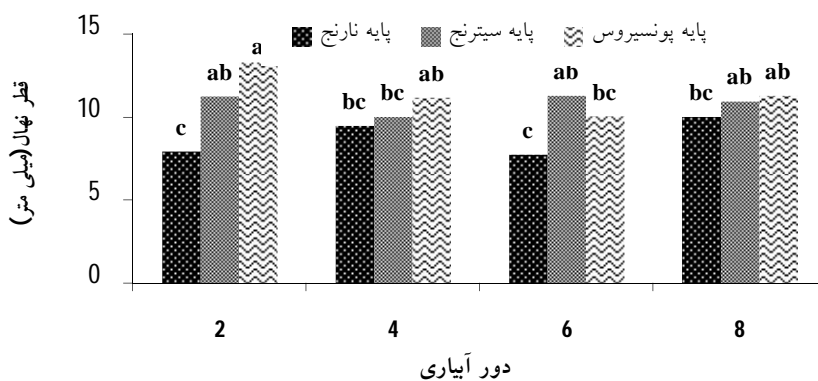 پایه نارنج پایه سیترنج پایه پونسیروس
قطر نهال(میلی متر)
15
10
5
0
c ab a
bc bc ab
c ab bc
bc ab ab
2 4 6 8
دور آبیاری